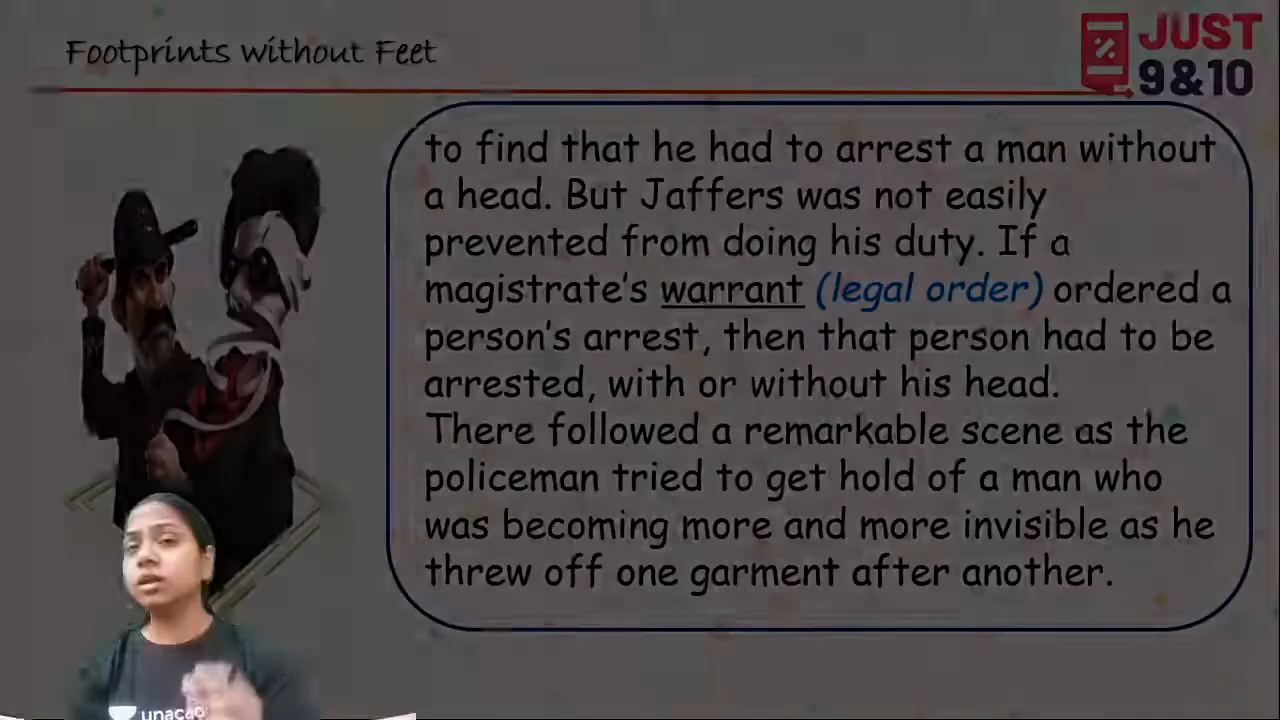 Footprints without Feet
JUST
9&10
to find that he had to arrest a man without
a head. But Jaffers was not easily
prevented from doing his duty. If a
magistrate's warrant (legal order) ordered a
person's arrest, then that person had to be
arrested, with or without his head.
There followed a remarkable scene as the
policeman tried to get hold of a man who
was becoming more and more invisible as he
threw off one garment after another.